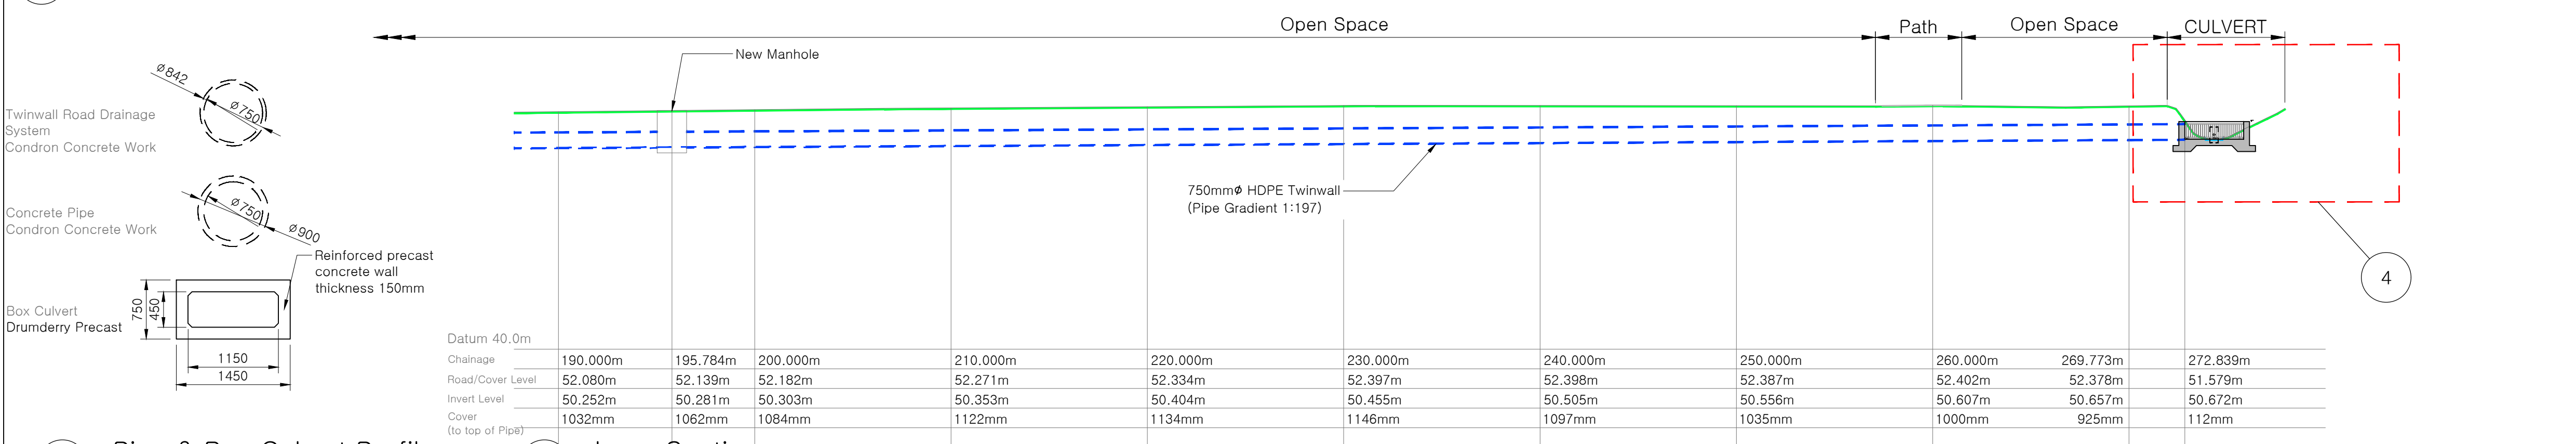 Open Space
Path
Open Space
CULVERT
New Manhole
ø842
ø750
Twinwall Road Drainage
System
Condron Concrete Work
750mmø HDPE Twinwall
(Pipe Gradient 1:197)
ø750
Concrete Pipe
Condron Concrete Work
ø900
Reinforced precast
concrete wall
thickness 150mm
4
750
450
Box Culvert
Drumderry Precast
1150
1450
Datum 40.0m
Chainage 190.000m 195.784m 200.000m 210.000m 220.000m 230.000m 240.000m 250.000m 260.000m 269.773m 272.839m
Road/Cover Level 52.080m 52.139m 52.182m 52.271m 52.334m 52.397m 52.398m 52.387m 52.402m 52.378m 51.579m
Invert Level 50.252m 50.281m 50.303m 50.353m 50.404m 50.455m 50.505m 50.556m 50.607m 50.657m 50.672m
Cover 1032mm 1062mm 1084mm 1122mm 1134mm 1146mm 1097mm 1035mm 1000mm 925mm 112mm
(to top of Pipe)